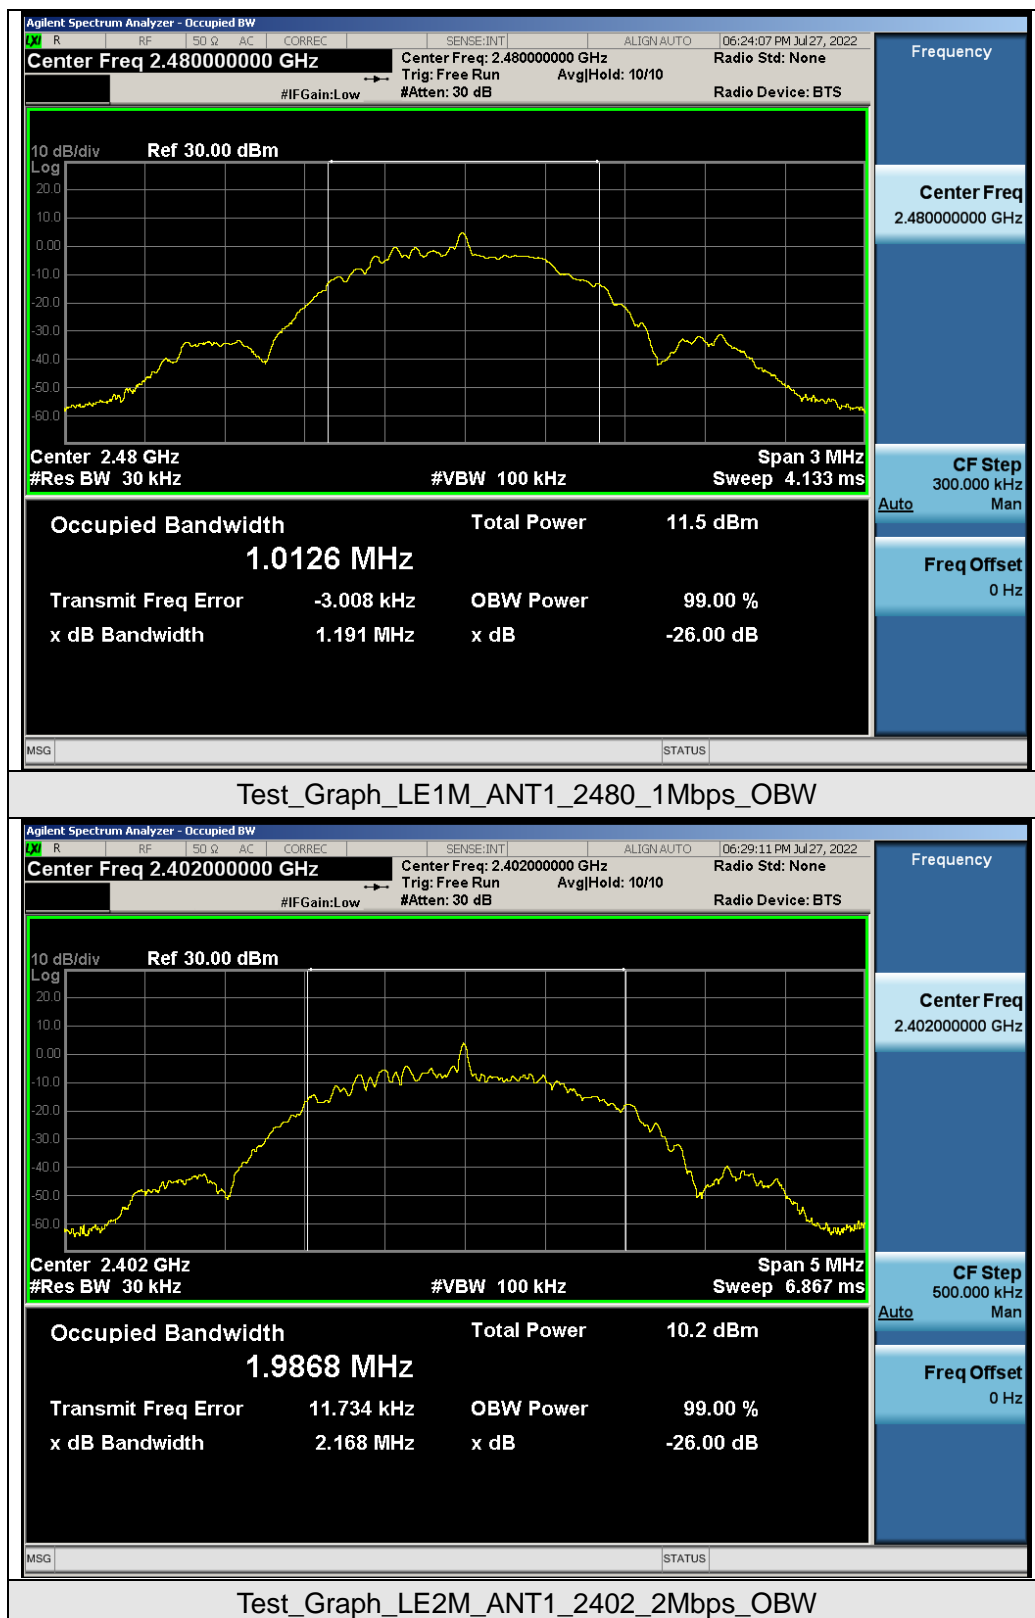 Agilent Spectrum Analyzer - Occupied BW
LXI R RF 50 Ω AC CORREC SENSE:INT ALIGN AUTO 06:24:07 PM Jul 27, 2022
Center Freq 2.480000000 GHz
Center Freq: 2.480000000 GHz
Radio Std: None
Trig: Free Run Avg|Hold: 10/10
#IFGain:Low
#Atten: 30 dB
Radio Device: BTS
Frequency
10 dB/div Ref 30.00 dBm
Log
20.0
10.0
0.00
-10.0
-20.0
-30.0
-40.0
-50.0
-60.0
Center 2.48 GHz Span 3 MHz
#Res BW 30 kHz #VBW 100 kHz Sweep 4.133 ms
Center Freq
2.480000000 GHz
CF Step
300.000 kHz
Auto Man
Freq Offset
0 Hz
Occupied Bandwidth Total Power 11.5 dBm
1.0126 MHz
Transmit Freq Error -3.008 kHz OBW Power 99.00 %
x dB Bandwidth 1.191 MHz x dB -26.00 dB
MSG STATUS
Test_Graph_LE1M_ANT1_2480_1Mbps_OBW
Agilent Spectrum Analyzer - Occupied BW
LXI R RF 50 Ω AC CORREC SENSE:INT ALIGN AUTO 06:29:11 PM Jul 27, 2022
Center Freq 2.402000000 GHz
Center Freq: 2.402000000 GHz
Radio Std: None
Trig: Free Run Avg|Hold: 10/10
#IFGain:Low
#Atten: 30 dB
Radio Device: BTS
Frequency
10 dB/div Ref 30.00 dBm
Log
20.0
10.0
0.00
-10.0
-20.0
-30.0
-40.0
-50.0
-60.0
Center 2.402 GHz Span 5 MHz
#Res BW 30 kHz #VBW 100 kHz Sweep 6.867 ms
Center Freq
2.402000000 GHz
CF Step
500.000 kHz
Auto Man
Freq Offset
0 Hz
Occupied Bandwidth Total Power 10.2 dBm
1.9868 MHz
Transmit Freq Error 11.734 kHz OBW Power 99.00 %
x dB Bandwidth 2.168 MHz x dB -26.00 dB
MSG STATUS
Test_Graph_LE2M_ANT1_2402_2Mbps_OBW